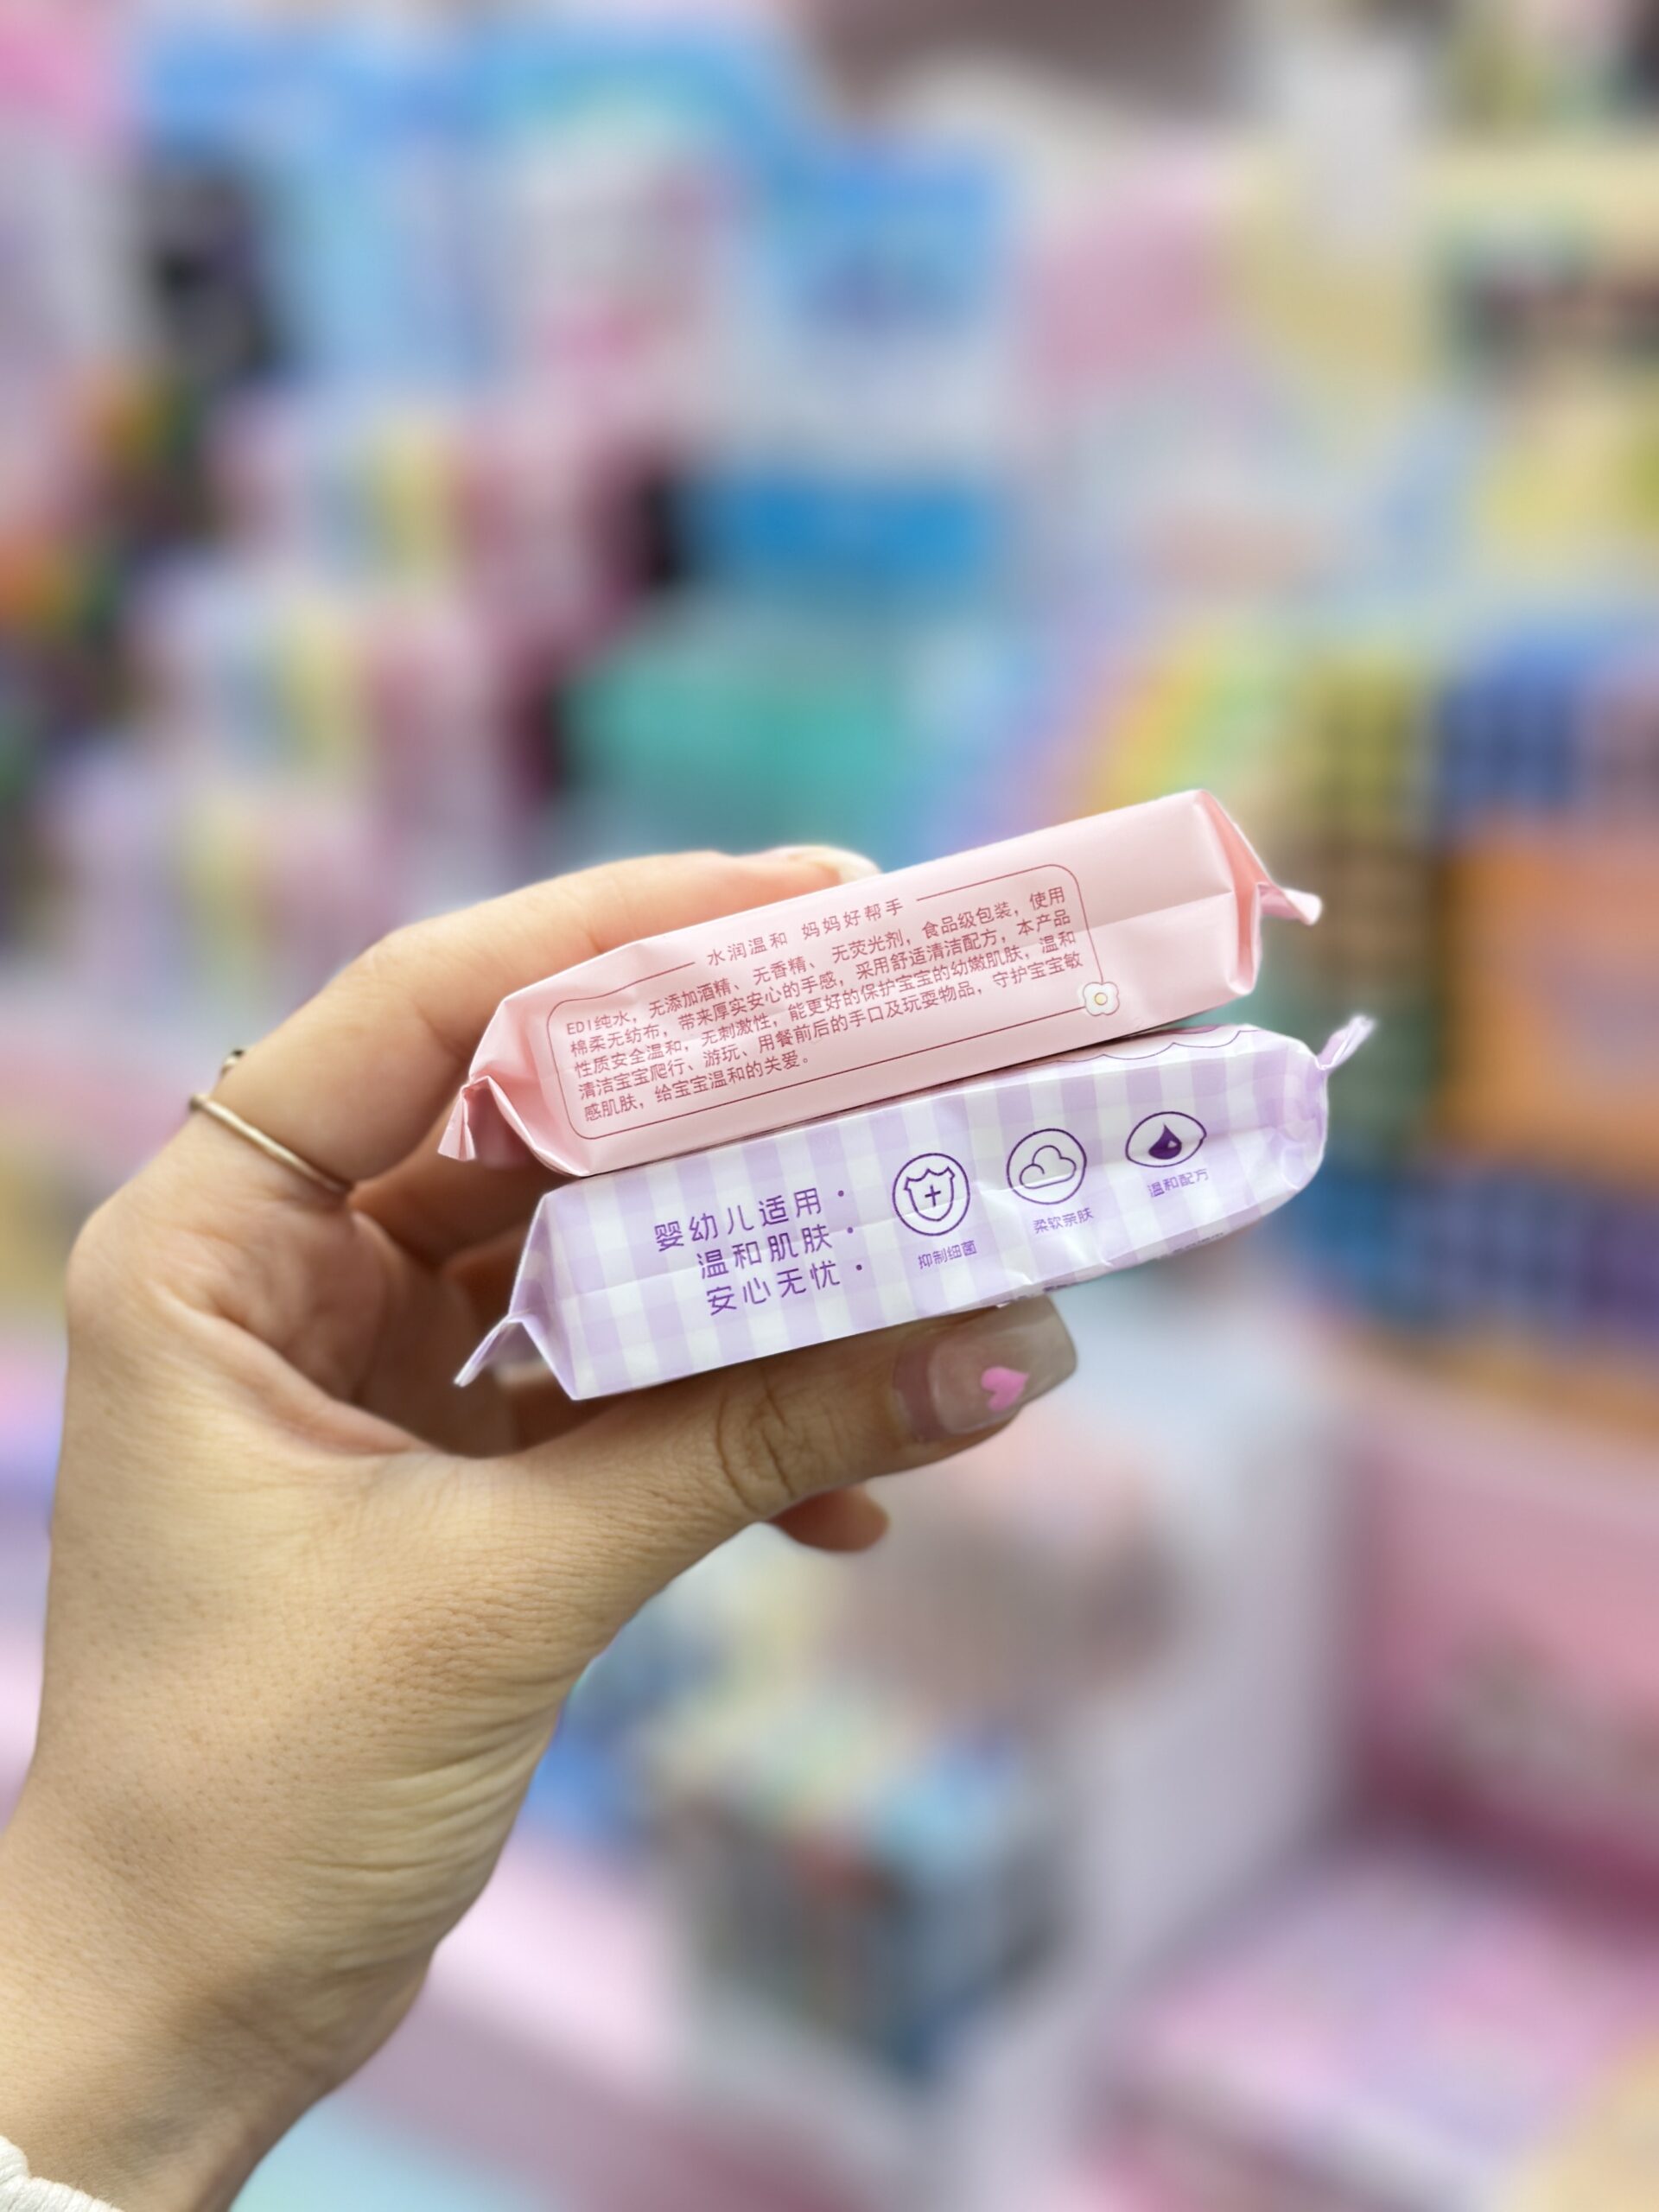 水润温和 妈妈好帮手
EDI纯水，无添加酒精、无香精、无荧光剂，食品级包装，使用
棉柔无纺布，带来厚实安心的手感，采用舒适清洁配方，本产品
性质安全温和，无刺激性，能更好的保护宝宝的幼嫩肌肤，温和
清洁宝宝爬行、游玩、用餐前后的手口及玩耍物品，守护宝宝敏
感肌肤，给宝宝温和的关爱。
婴幼儿适用·
温和肌肤·
安心无忧·
抑制细菌
柔软亲肤
温和配方